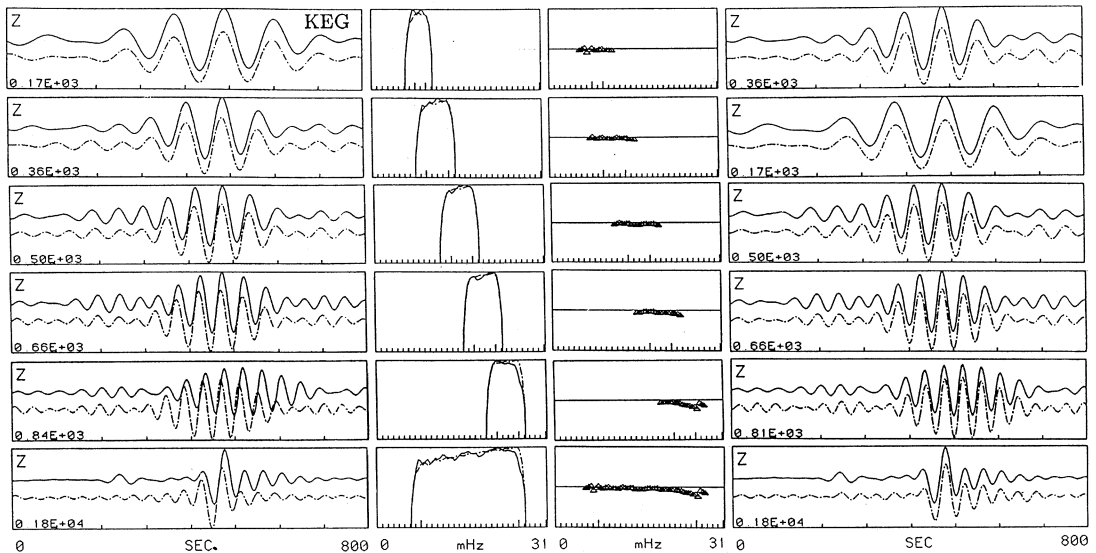 Z KEG
0.17E+03
Z
0.36E+03
Z
0.36E+03
Z
0.17E+03
Z
0.50E+03
Z
0.50E+03
Z
0.66E+03
Z
0.66E+03
Z
0.84E+03
Z
0.81E+03
Z
0.18E+04
Z
0.18E+04
0 SEC. 800
0 mHz 31
0 mHz 31
0 SEC 800